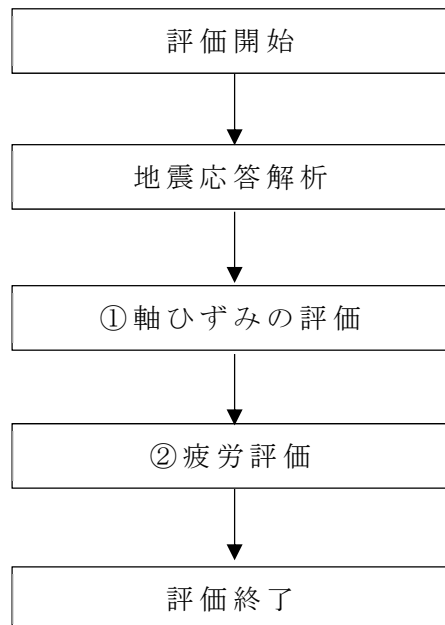 評価開始
地震応答解析
①軸ひずみの評価
②疲労評価
評価終了